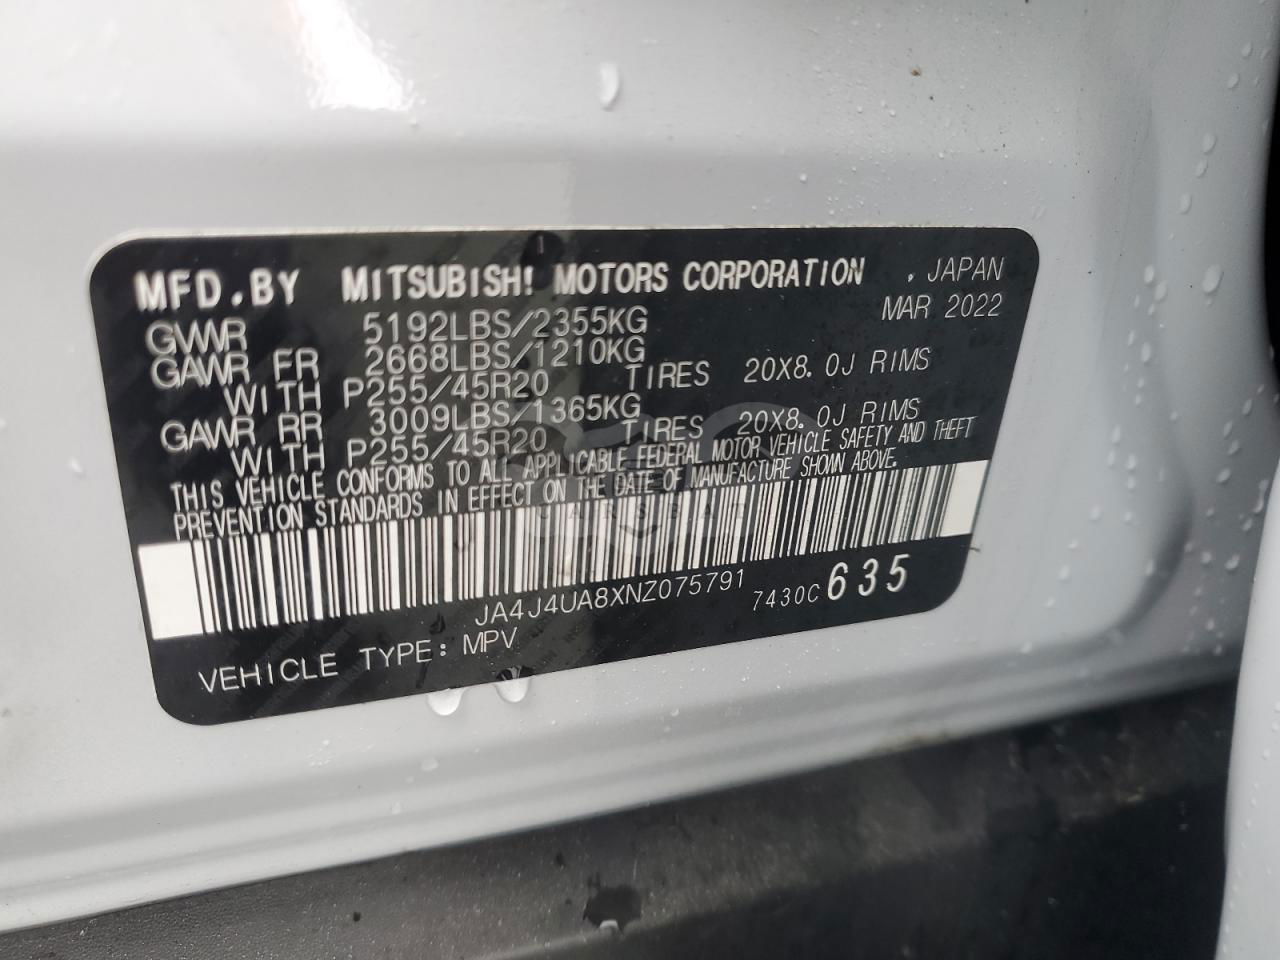 MFD.BY MITSUBISHI MOTORS CORPORATION , JAPAN
MAR 2022
GVWR 5192LBS/2355KG
GAWR FR 2668LBS/1210KG
WITH P255/45R20 TIRES 20X8.0J RIMS
GAWR RR 3009LBS/1365KG
WITH P255/45R20 TIRES 20X8.0J RIMS
THIS VEHICLE CONFORMS TO ALL APPLICABLE FEDERAL MOTOR VEHICLE SAFETY AND THEFT
PREVENTION STANDARDS IN EFFECT ON THE DATE OF MANUFACTURE SHOWN ABOVE.
JA4J4UA8XNZ075791 7430C 635
VEHICLE TYPE: MPV